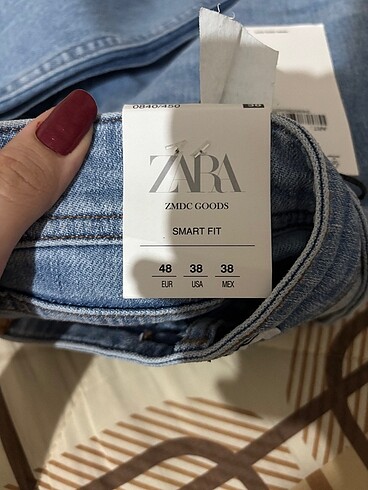 0840/450
ZARA
ZMDC GOODS
SMART FIT
48 38 38
EUR USA MEX